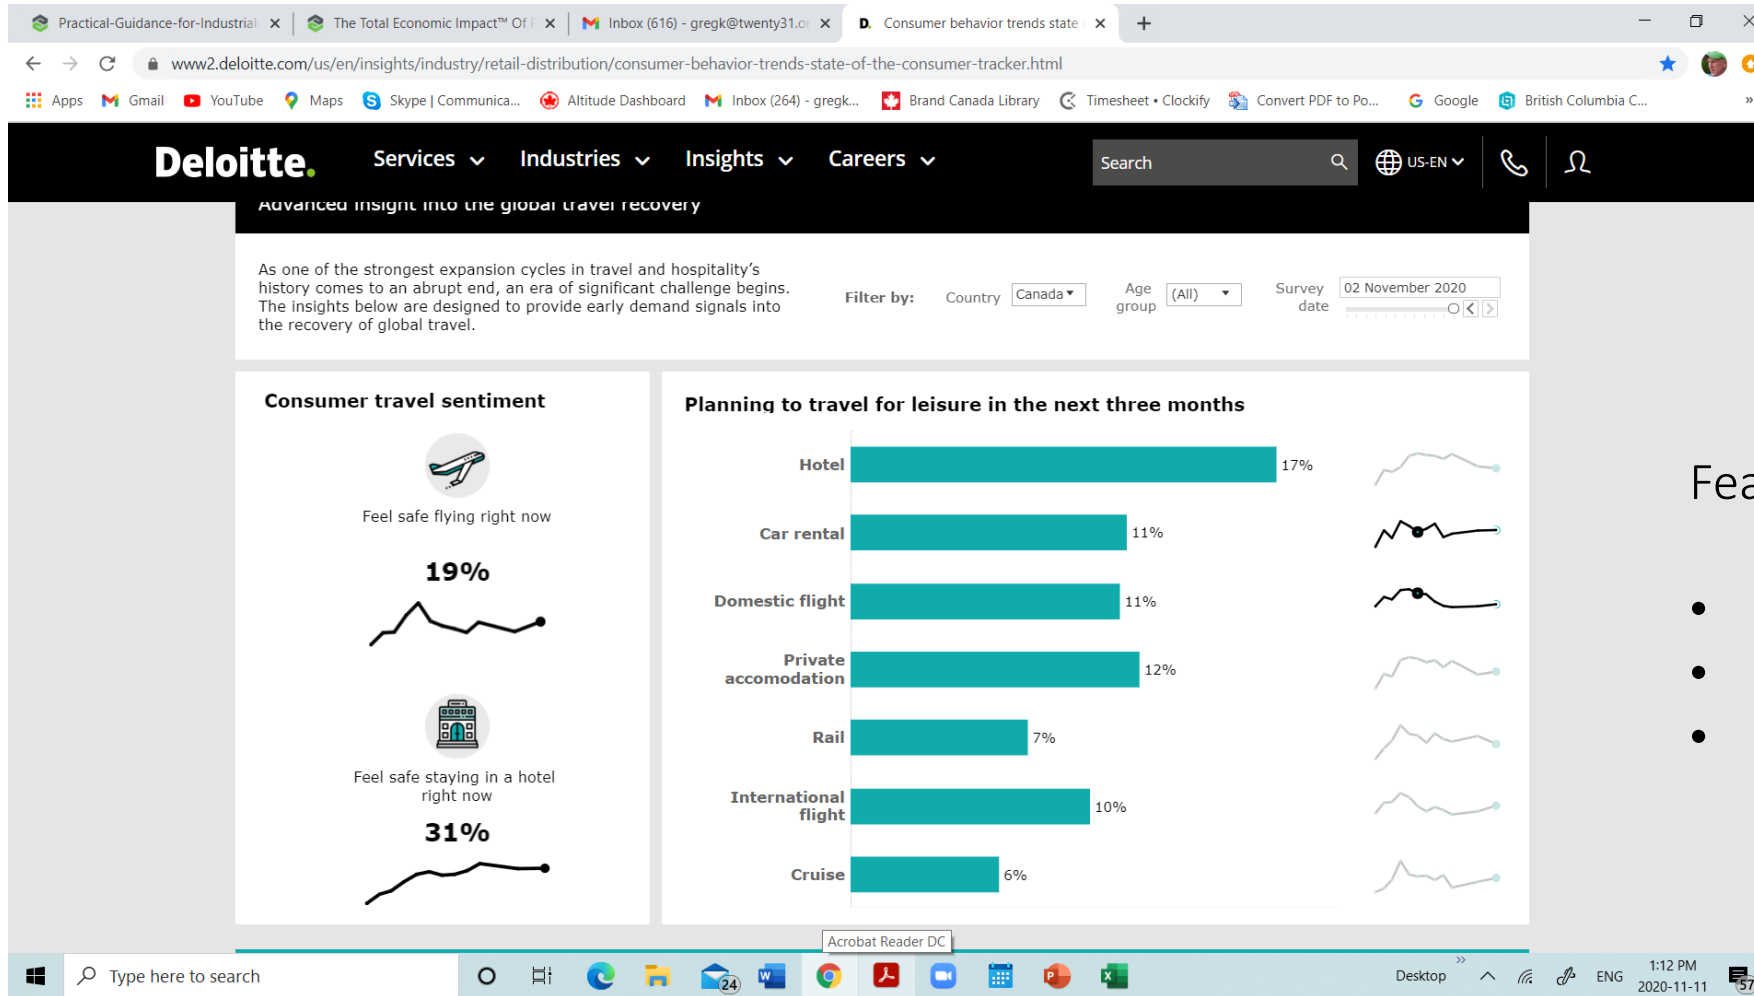 Practical-Guidance-for-Industrial-
The Total Economic Impact™ Of
Inbox (616) - gregk@twenty31.or
D. Consumer behavior trends state
www2.deloitte.com/us/en/insights/industry/retail-distribution/consumer-behavior-trends-state-of-the-consumer-tracker.html
Apps
Gmail
YouTube
Maps
Skype | Communica...
Altitude Dashboard
Inbox (264) - gregk...
Brand Canada Library
Timesheet • Clockify
Convert PDF to Po...
Google
British Columbia C...
»
Deloitte.
Services
Industries
Insights
Careers
Search
US-EN
Advanced insight into the global travel recovery
As one of the strongest expansion cycles in travel and hospitality's
history comes to an abrupt end, an era of significant challenge begins.
The insights below are designed to provide early demand signals into
the recovery of global travel.
Filter by:
Country
Canada
Age
group
(All)
Survey
date
02 November 2020
Consumer travel sentiment
Feel safe flying right now
19%
Feel safe staying in a hotel
right now
31%
Planning to travel for leisure in the next three months
Hotel
17%
Car rental
11%
Domestic flight
11%
Private
accomodation
12%
Rail
7%
International
flight
10%
Cruise
6%
Fea
•
•
•
Acrobat Reader DC
Type here to search
24
Desktop
»
ENG
1:12 PM
2020-11-11
57